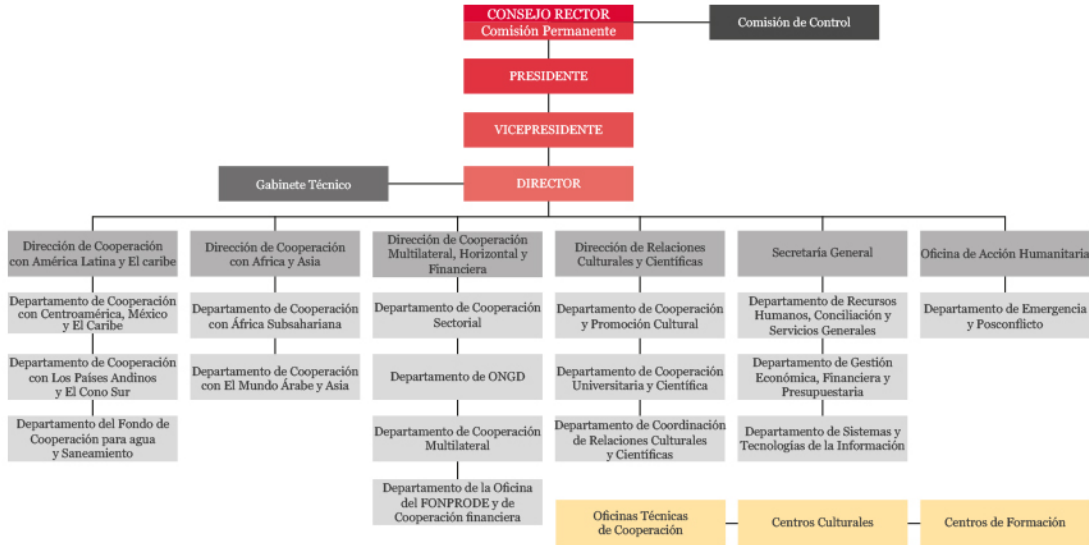 CONSEJO RECTOR
Comisión Permanente
Comisión de Control
PRESIDENTE
VICEPRESIDENTE
Gabinete Técnico
DIRECTOR
Dirección de Cooperación
con América Latina y El caribe
Departamento de Cooperación
con Centroamérica, México
y El Caribe
Departamento de Cooperación
con Los Países Andinos
y El Cono Sur
Departamento del Fondo de
Cooperación para agua
y Saneamiento
Dirección de Cooperación
con Africa y Asia
Departamento de Cooperación
con África Subsahariana
Departamento de Cooperación
con El Mundo Árabe y Asia
Dirección de Cooperación
Multilateral, Horizontal y
Financiera
Departamento de Cooperación
Sectorial
Departamento de ONGD
Departamento de Cooperación
Multilateral
Departamento de la Oficina
del FONPRODE y de
Cooperación financiera
Dirección de Relaciones
Culturales y Científicas
Departamento de Cooperación
y Promoción Cultural
Departamento de Cooperación
Universitaria y Científica
Departamento de Coordinación
de Relaciones Culturales
y Científicas
Secretaría General
Departamento de Recursos
Humanos, Conciliación y
Servicios Generales
Departamento de Gestión
Económica, Financiera y
Presupuestaria
Departamento de Sistemas y
Tecnologías de la Información
Oficina de Acción Humanitaria
Departamento de Emergencia
y Posconflicto
Oficinas Técnicas
de Cooperación
Centros Culturales
Centros de Formación